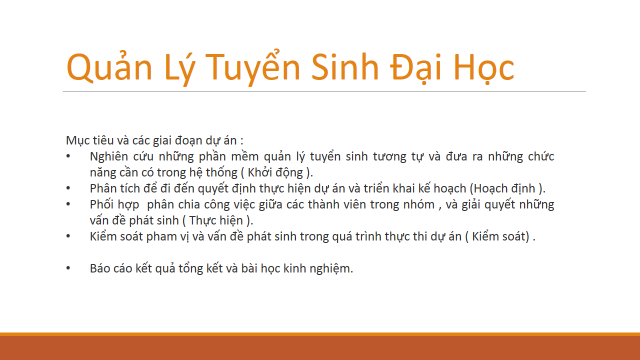 Quản Lý Tuyển Sinh Đại Học
Mục tiêu và các giai đoạn dự án :
• Nghiên cứu những phần mềm quản lý tuyển sinh tương tự và đưa ra những chức
năng cần có trong hệ thống ( Khởi động ).
• Phân tích để đi đến quyết định thực hiện dự án và triển khai kế hoạch (Hoạch định ).
• Phối hợp phân chia công việc giữa các thành viên trong nhóm , và giải quyết những
vấn đề phát sinh ( Thực hiện ).
• Kiểm soát pham vị và vấn đề phát sinh trong quá trình thực thi dự án ( Kiểm soát) .
• Báo cáo kết quả tổng kết và bài học kinh nghiệm.